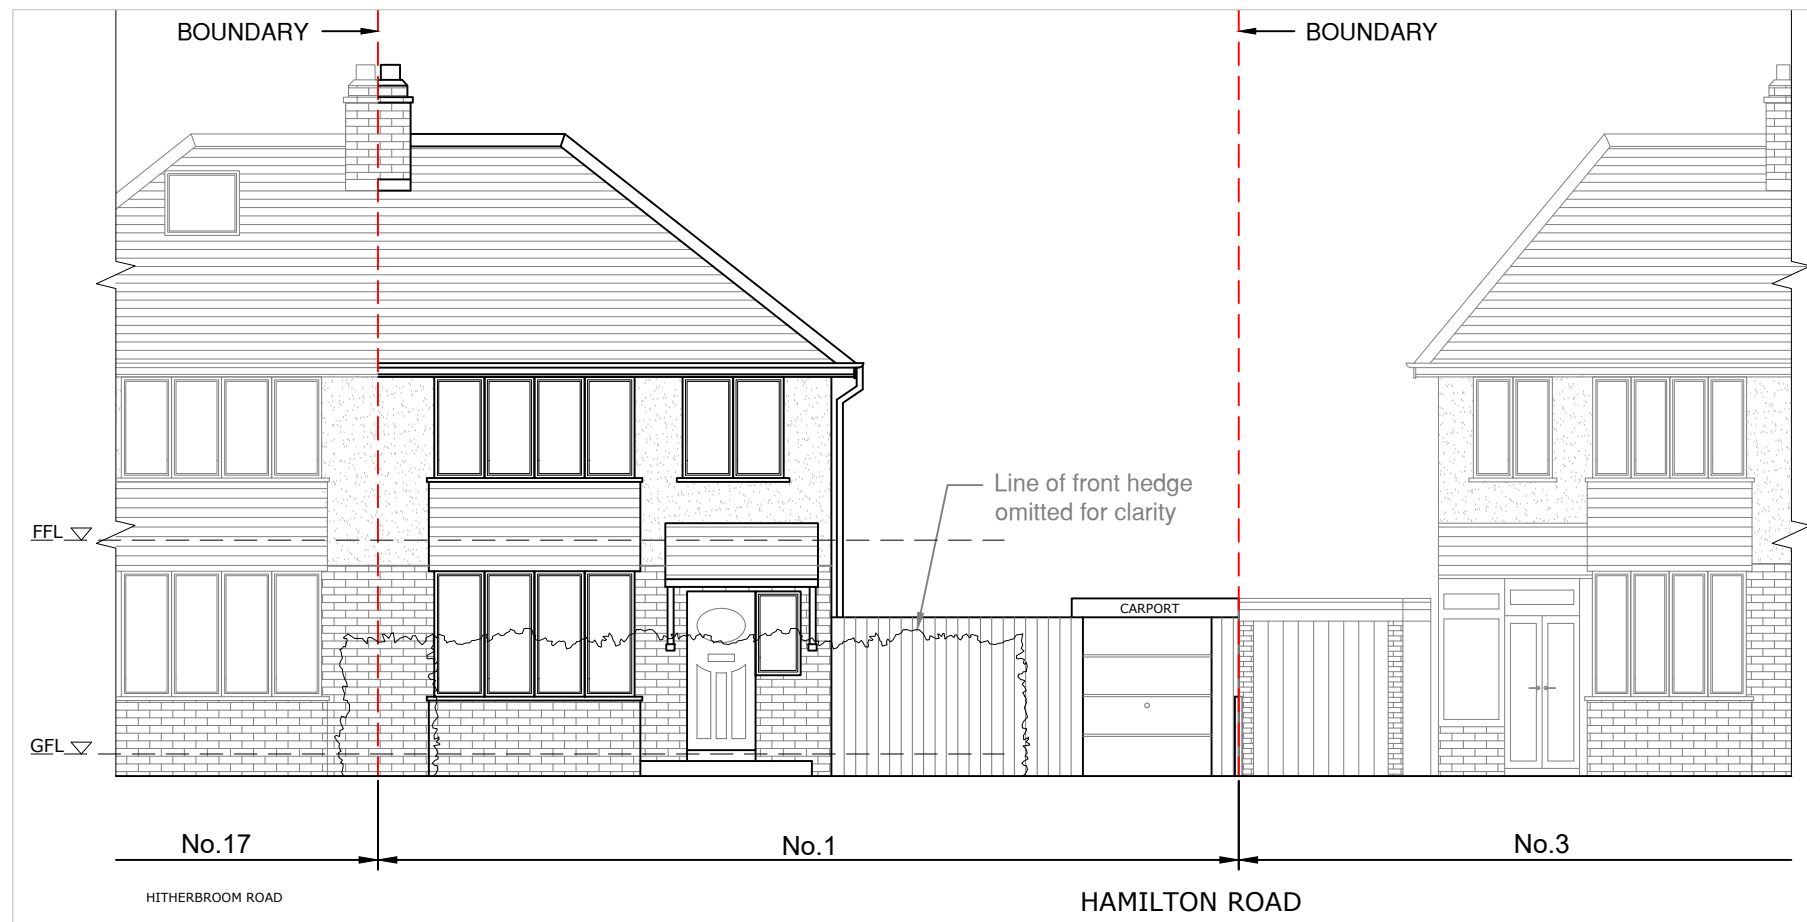 BOUNDARY
BOUNDARY
Line of front hedge
omitted for clarity
FFL
CARPORT
GFL
No.17
No.1
No.3
HITHERBROOM ROAD
HAMILTON ROAD